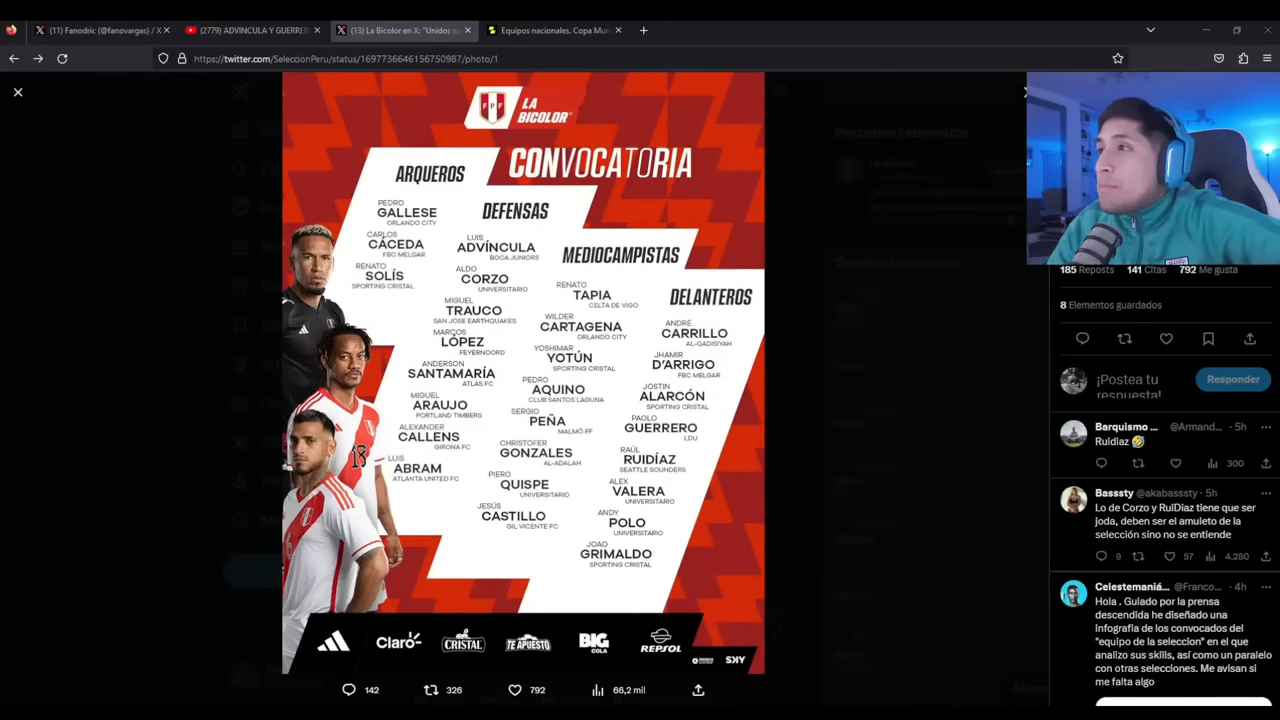 (11) Fanodric (@fanovargas) / X
(2779) ADVINCULA Y GUERRER
(13) La Bicolor en X: "Unidos su
Equipos nacionales. Copa Mun
https://twitter.com/SeleccionPeru/status/1697736646156750987/photo/1
FPF
LA
BICOLOR
CONVOCATORIA
ARQUEROS
PEDRO
GALLESE
ORLANDO CITY
CARLOS
CÁCEDA
FBC MELGAR
RENATO
SOLÍS
SPORTING CRISTAL
DEFENSAS
LUIS
ADVÍNCULA
BOCA JUNIORS
ALDO
CORZO
UNIVERSITARIO
MIGUEL
TRAUCO
SAN JOSE EARTHQUAKES
MARCOS
LÓPEZ
FEYERNOORD
ANDERSON
SANTAMARÍA
ATLAS FC
MIGUEL
ARAUJO
PORTLAND TIMBERS
ALEXANDER
CALLENS
GIRONA FC
LUIS
ABRAM
ATLANTA UNITED FC
MEDIOCAMPISTAS
RENATO
TAPIA
CELTA DE VIGO
WILDER
CARTAGENA
ORLANDO CITY
YOSHIMAR
YOTÚN
SPORTING CRISTAL
PEDRO
AQUINO
CLUB SANTOS LAGUNA
SERGIO
PEÑA
MALMÖ FF
CHRISTOFER
GONZALES
AL-ADALAH
PIERO
QUISPE
UNIVERSITARIO
JESÚS
CASTILLO
GIL VICENTE FC
DELANTEROS
ANDRÉ
CARRILLO
AL-QADISIYAH
JHAMIR
D'ARRIGO
FBC MELGAR
JOSTIN
ALARCÓN
SPORTING CRISTAL
PAOLO
GUERRERO
LDU
RAÚL
RUIDÍAZ
SEATTLE SOUNDERS
ALEX
VALERA
UNIVERSITARIO
ANDY
POLO
UNIVERSITARIO
JOAO
GRIMALDO
SPORTING CRISTAL
18
Claro
CRISTAL
TE APUESTO
BIG
COLA
REPSOL
SKY
142
326
792
66,2 mil
185 Reposts 141 Citas 792 Me gusta
8 Elementos guardados
¡Postea tu
respuesta!
Responder
Barquismo ... @Armand... · 5h
Ruidiaz
300
Basssty @akabasssty · 5h
Lo de Corzo y RuiDiaz tiene que ser
joda, deben ser el amuleto de la
selección sino no se entiende
9 57 4.280
Celestemaniá... @Franco... · 4h
Hola . Guiado por la prensa
descendida he diseñado una
Infografia de los convocados del
"equipo de la seleccion" en el que
analizo sus skills, así como un paralelo
con otras selecciones. Me avisan si
me falta algo